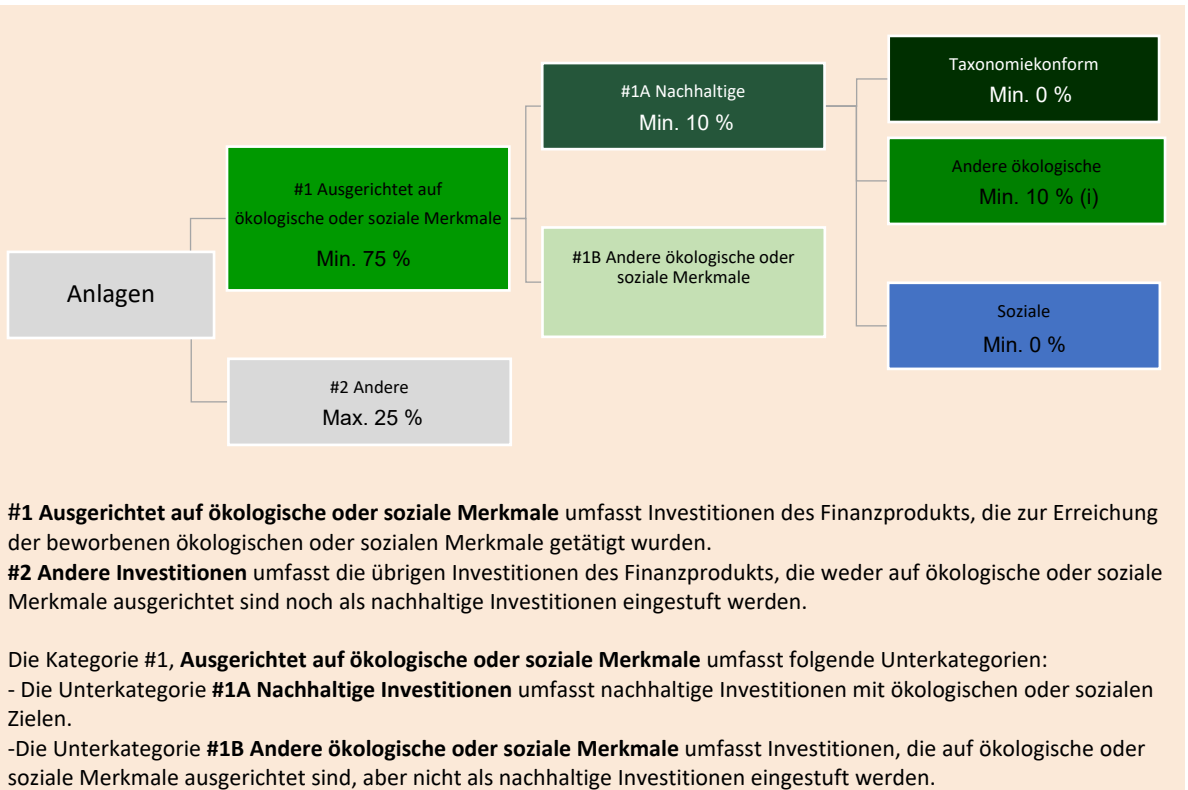 Anlagen
#1 Ausgerichtet auf
ökologische oder soziale Merkmale
Min. 75 %
#2 Andere
Max. 25 %
#1A Nachhaltige
Min. 10 %
#1B Andere ökologische oder
soziale Merkmale
Taxonomiekonform
Min. 0 %
Andere ökologische
Min. 10 % (i)
Soziale
Min. 0 %
#1 Ausgerichtet auf ökologische oder soziale Merkmale umfasst Investitionen des Finanzprodukts, die zur Erreichung
der beworbenen ökologischen oder sozialen Merkmale getätigt wurden.
#2 Andere Investitionen umfasst die übrigen Investitionen des Finanzprodukts, die weder auf ökologische oder soziale
Merkmale ausgerichtet sind noch als nachhaltige Investitionen eingestuft werden.
Die Kategorie #1, Ausgerichtet auf ökologische oder soziale Merkmale umfasst folgende Unterkategorien:
- Die Unterkategorie #1A Nachhaltige Investitionen umfasst nachhaltige Investitionen mit ökologischen oder sozialen
Zielen.
-Die Unterkategorie #1B Andere ökologische oder soziale Merkmale umfasst Investitionen, die auf ökologische oder
soziale Merkmale ausgerichtet sind, aber nicht als nachhaltige Investitionen eingestuft werden.